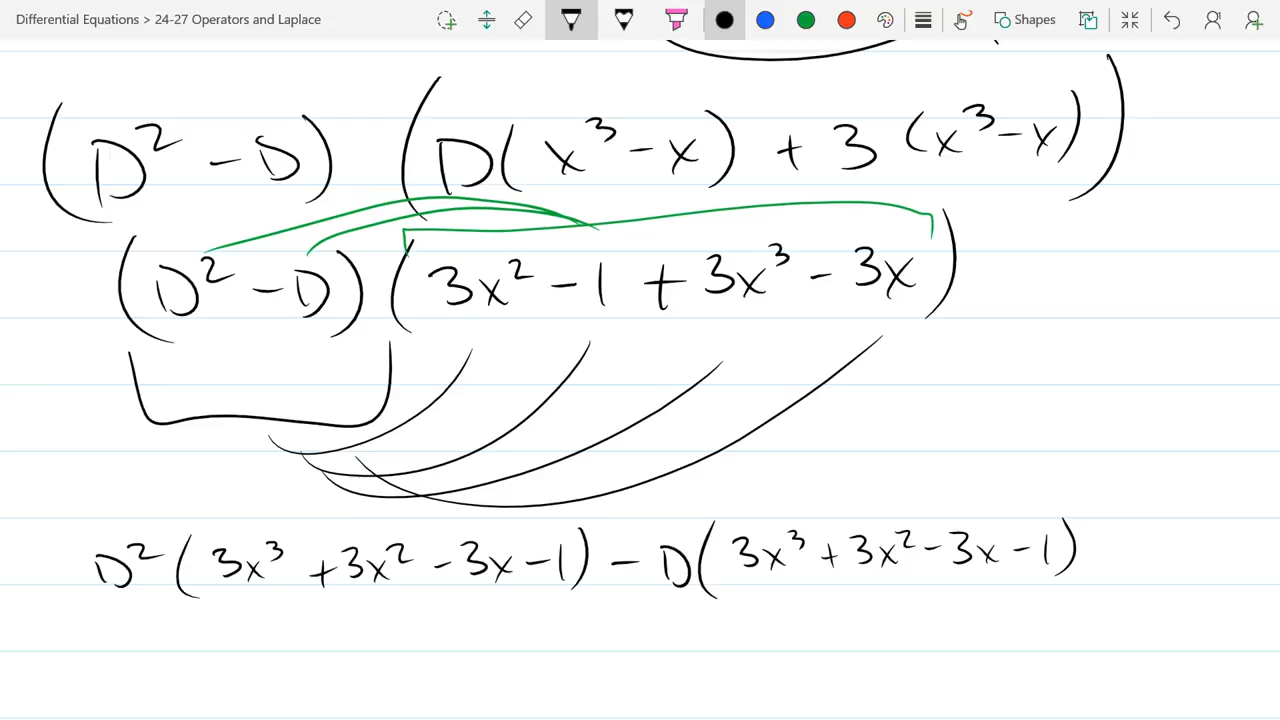 Differential Equations > 24-27 Operators and Laplace Shapes
(D² - D) (D(x³ - x) + 3(x³ - x))
(D² - D)(3x² - 1 + 3x³ - 3x)
D²(3x³ + 3x² - 3x - 1) - D(3x³ + 3x² - 3x - 1)